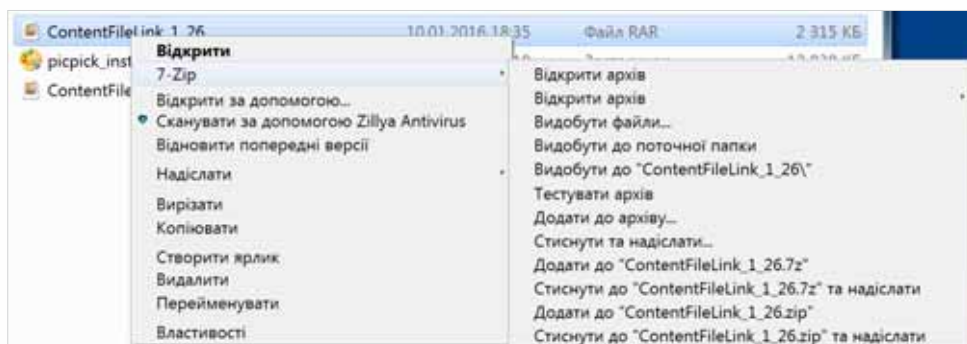 ContentFileLink_1_26 10.01.2016 18:35 Файл RAR 2 315 КБ
picpick_inst
ContentFile
Відкрити
7-Zip
Відкрити за допомогою...
Сканувати за допомогою Zillya Antivirus
Відновити попередні версії
Надіслати
Вирізати
Копіювати
Створити ярлик
Видалити
Перейменувати
Властивості
Відкрити архів
Відкрити архів
Видобути файли...
Видобути до поточної папки
Видобути до "ContentFileLink_1_26\"
Тестувати архів
Додати до архіву...
Стиснути та надіслати...
Додати до "ContentFileLink_1_26.7z"
Стиснути до "ContentFileLink_1_26.7z" та надіслати
Додати до "ContentFileLink_1_26.zip"
Стиснути до "ContentFileLink_1_26.zip" та надіслати